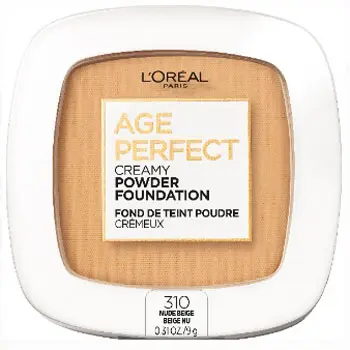 L'ORÉAL
PARIS
AGE
PERFECT
CREAMY
POWDER
FOUNDATION
FOND DE TEINT POUDRE
CRÉMEUX
310
NUDE BEIGE
BEIGE NU
0.31 OZ/9g